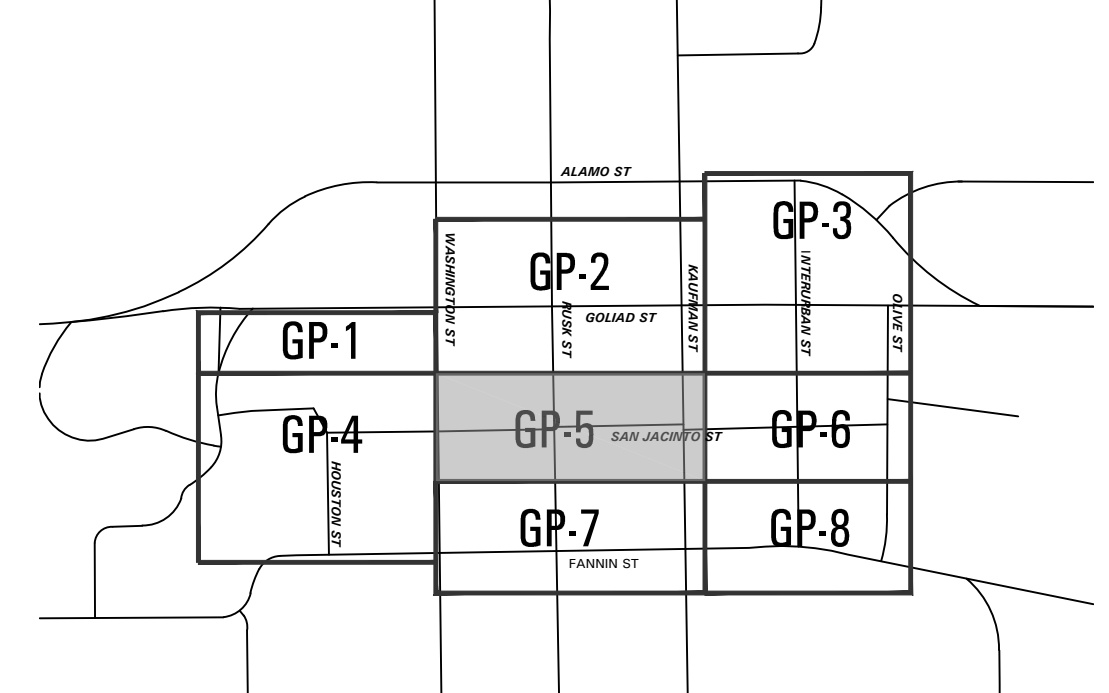 ALAMO ST
GP-3
WASHINGTON ST
GP-2
KAUFMAN ST
INTERURBAN ST
OLIVE ST
RUSK ST
GOLIAD ST
GP-1
GP-4
GP-5
SAN JACINTO ST
GP-6
HOUSTON ST
GP-7
GP-8
FANNIN ST